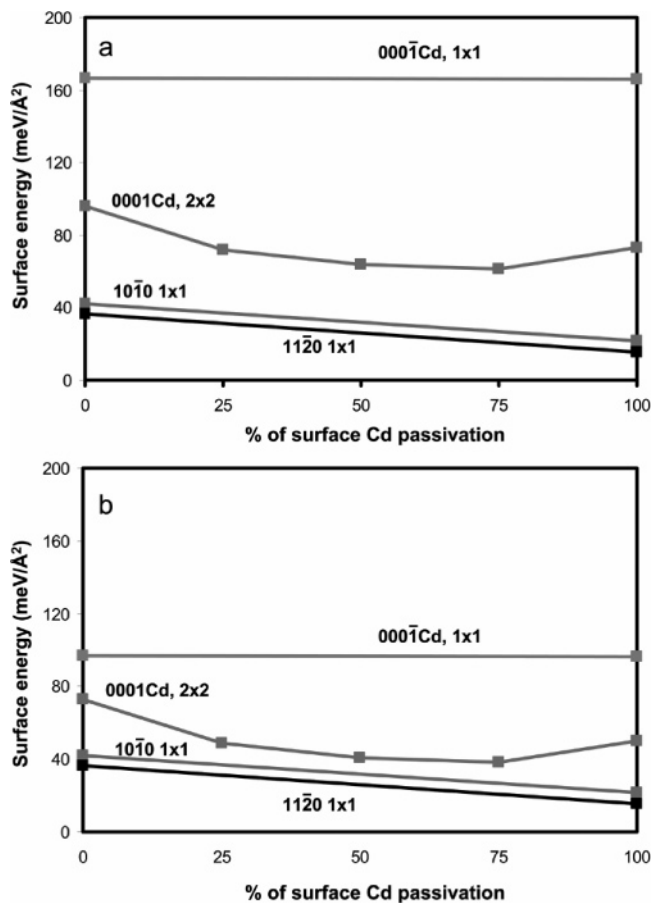 a
200
160
120
80
40
0
Surface energy (meV/Å²)
0001̄Cd, 1x1
0001Cd, 2x2
101̄0 1x1
112̄0 1x1
0 25 50 75 100
% of surface Cd passivation
b
200
160
120
80
40
0
Surface energy (meV/Å²)
0001̄Cd, 1x1
0001Cd, 2x2
101̄0 1x1
112̄0 1x1
0 25 50 75 100
% of surface Cd passivation